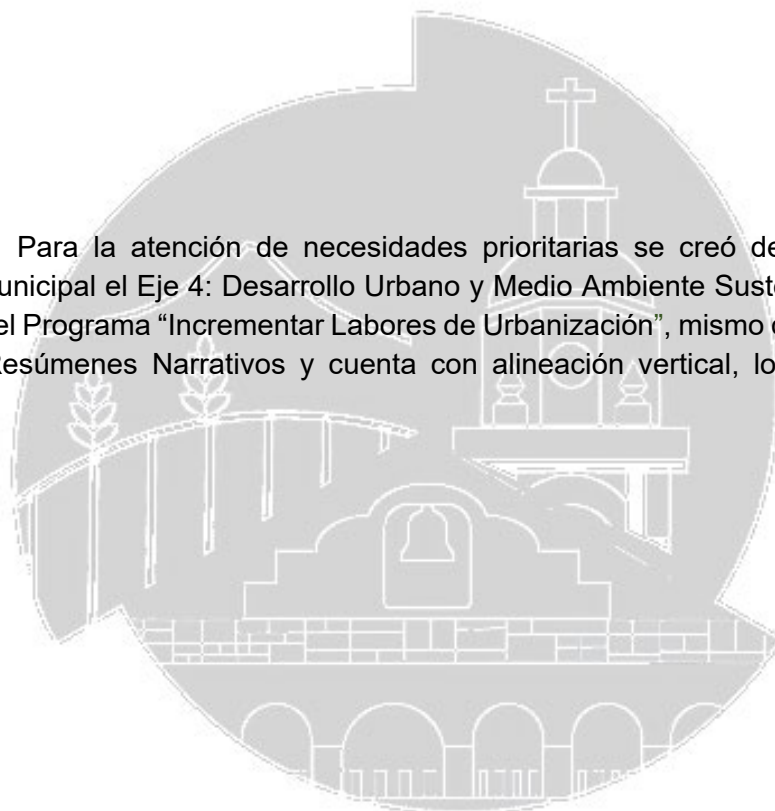 Para la atención de necesidades prioritarias se creó de
unicipal el Eje 4: Desarrollo Urbano y Medio Ambiente Suste
el Programa “Incrementar Labores de Urbanización”, mismo
Resúmenes Narrativos y cuenta con alineación vertical, lo